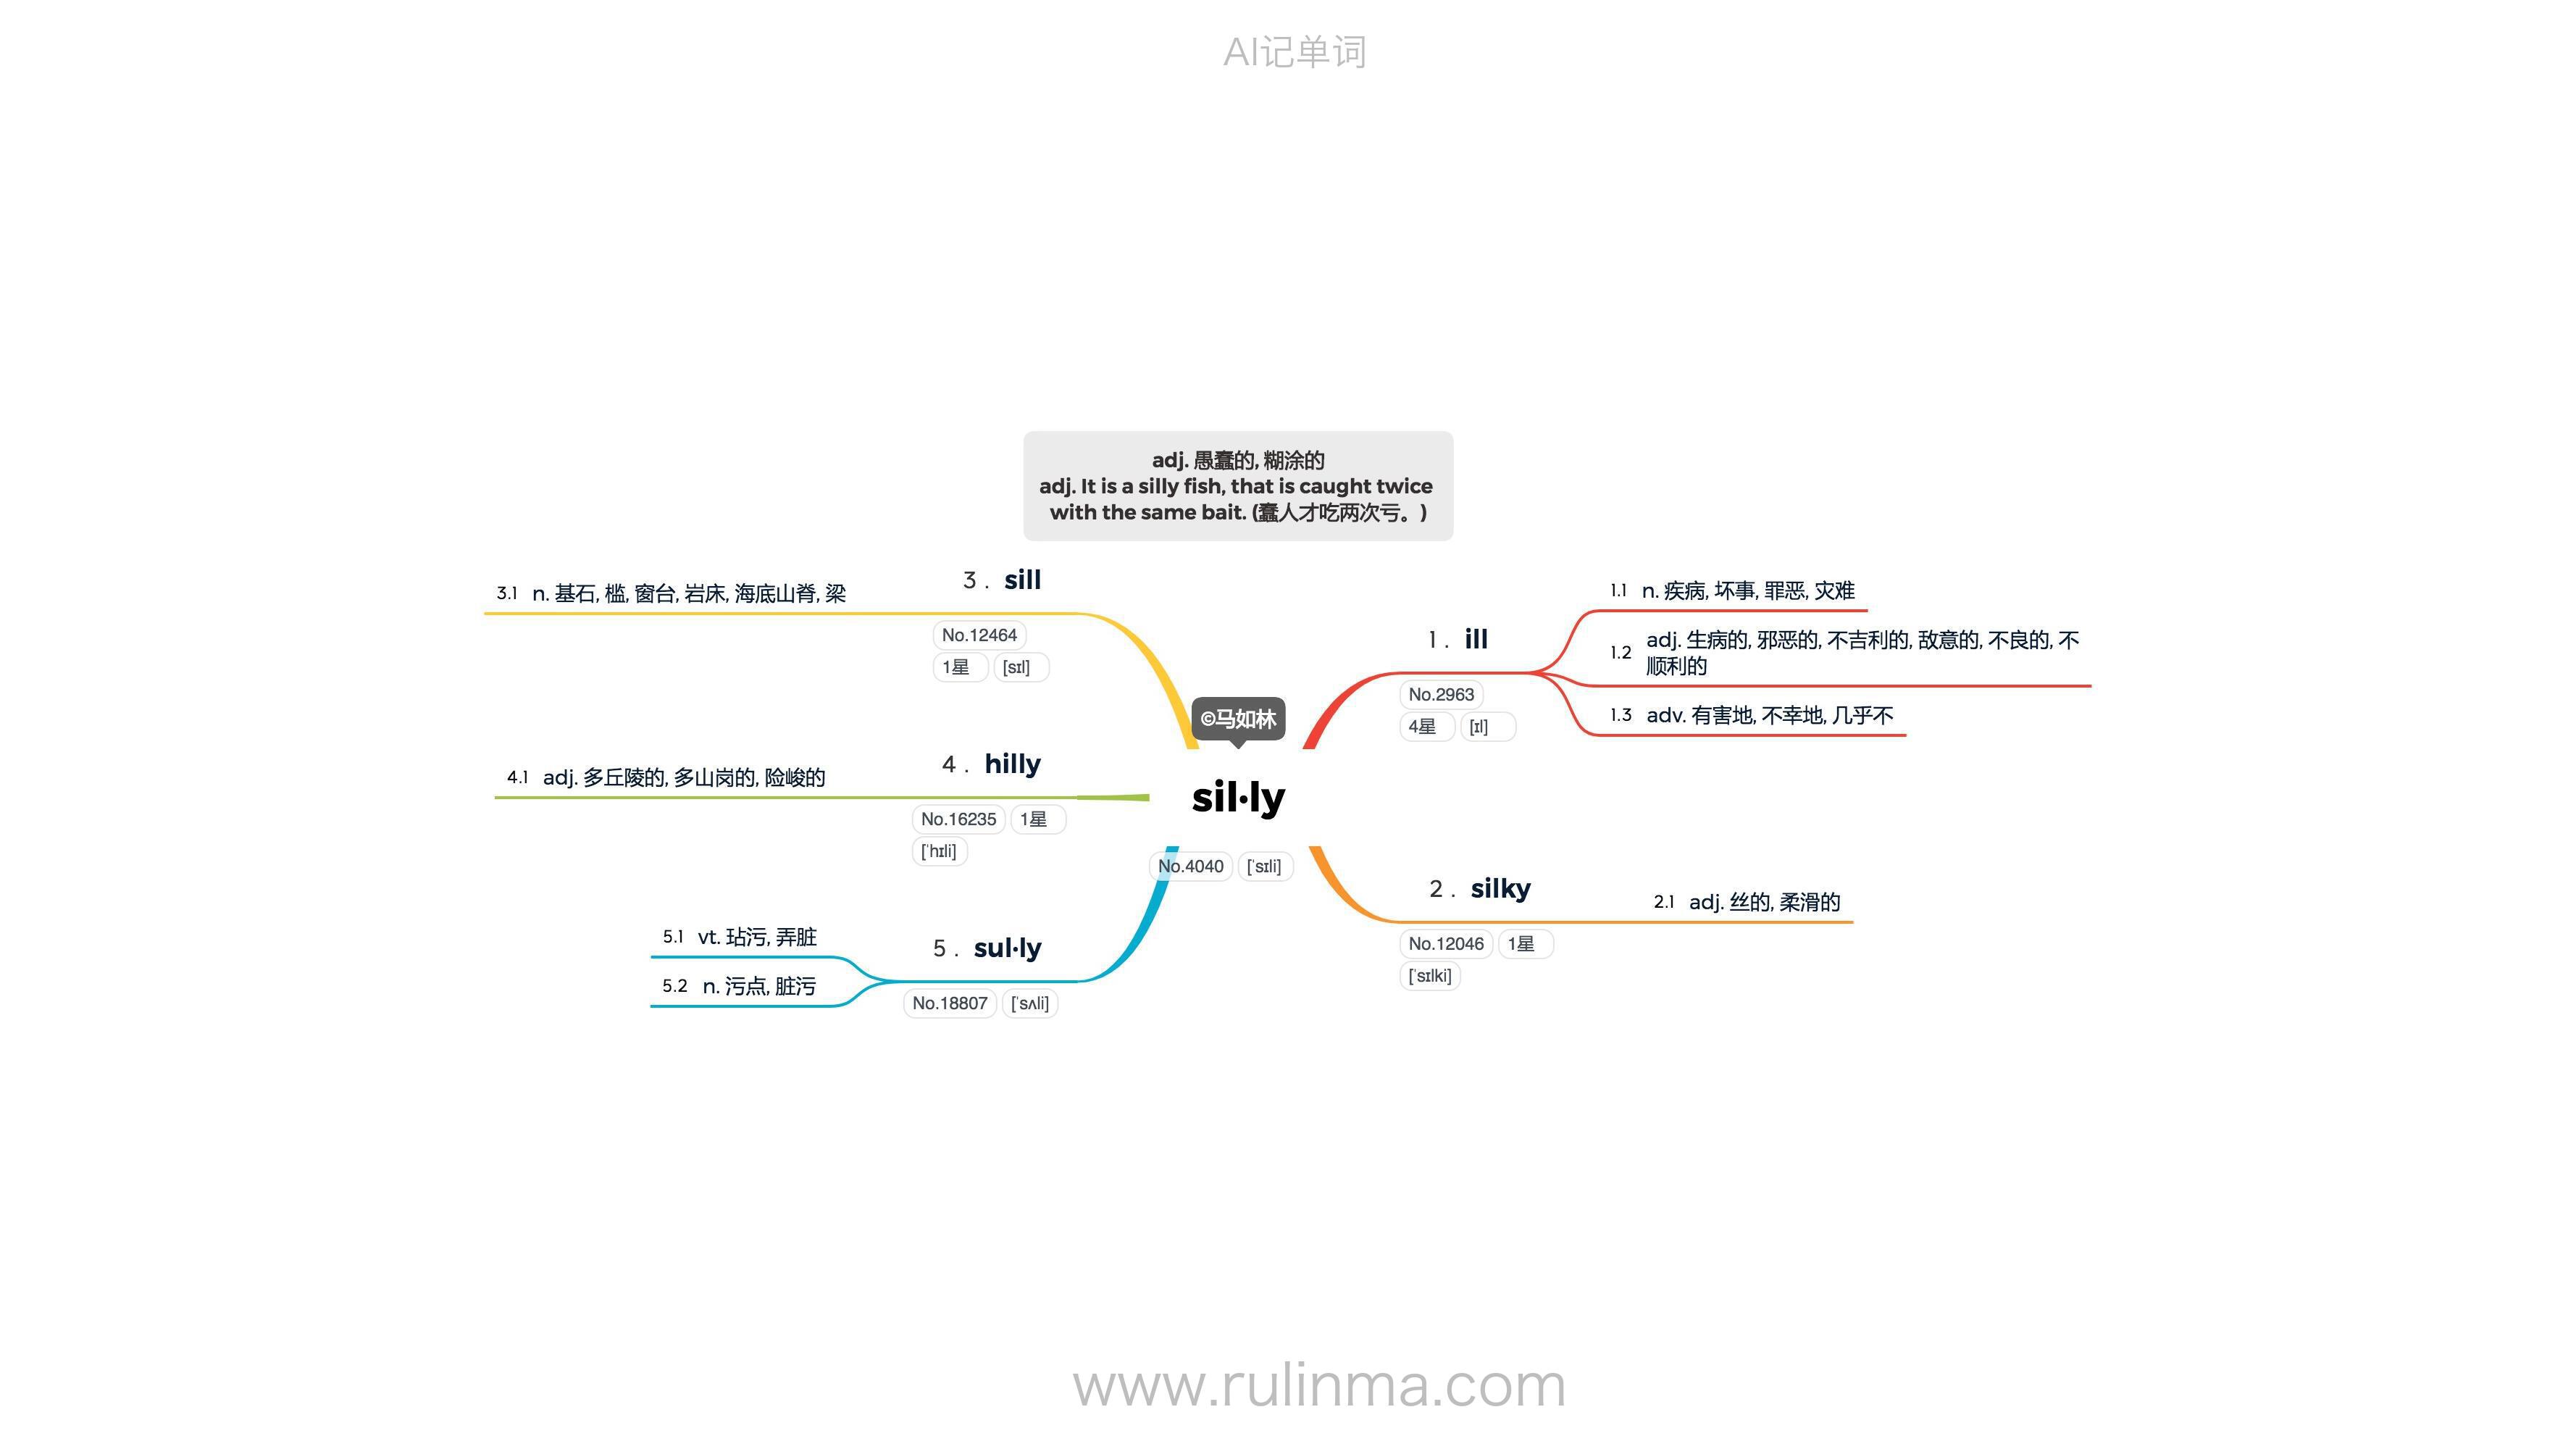 AI记单词
adj. 愚蠢的, 糊涂的
adj. It is a silly fish, that is caught twice
with the same bait. (蠢人才吃两次亏。)
©马如林
sil·ly
No.4040 [ˈsɪli]
1 . ill
No.2963
4星 [ɪl]
1.1 n. 疾病, 坏事, 罪恶, 灾难
1.2 adj. 生病的, 邪恶的, 不吉利的, 敌意的, 不良的, 不
顺利的
1.3 adv. 有害地, 不幸地, 几乎不
2 . silky
No.12046 1星
[ˈsɪlki]
2.1 adj. 丝的, 柔滑的
3 . sill
No.12464
1星 [sɪl]
3.1 n. 基石, 槛, 窗台, 岩床, 海底山脊, 梁
4 . hilly
No.16235 1星
[ˈhɪli]
4.1 adj. 多丘陵的, 多山岗的, 险峻的
5 . sul·ly
No.18807 [ˈsʌli]
5.1 vt. 玷污, 弄脏
5.2 n. 污点, 脏污
www.rulinma.com